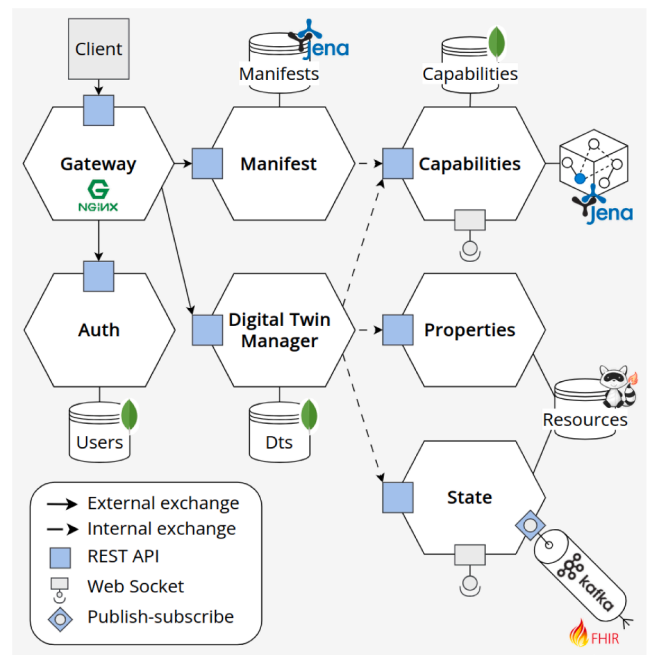 Client
Jena
Manifests
Capabilities
Gateway
NGiNX
Manifest
Capabilities
Jena
Auth
Digital Twin
Manager
Properties
Users
Dts
Resources
State
kafka
FHIR
External exchange
Internal exchange
REST API
Web Socket
Publish-subscribe